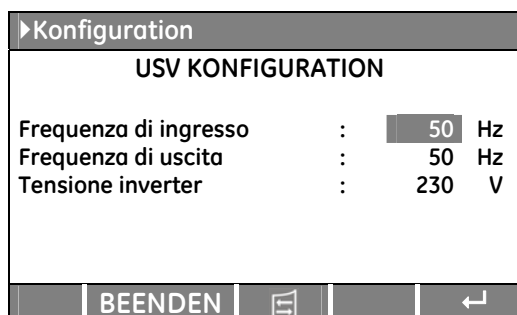 Konfiguration
USV KONFIGURATION
Frequenza di ingresso : 50 Hz
Frequenza di uscita : 50 Hz
Tensione inverter : 230 V
BEENDEN